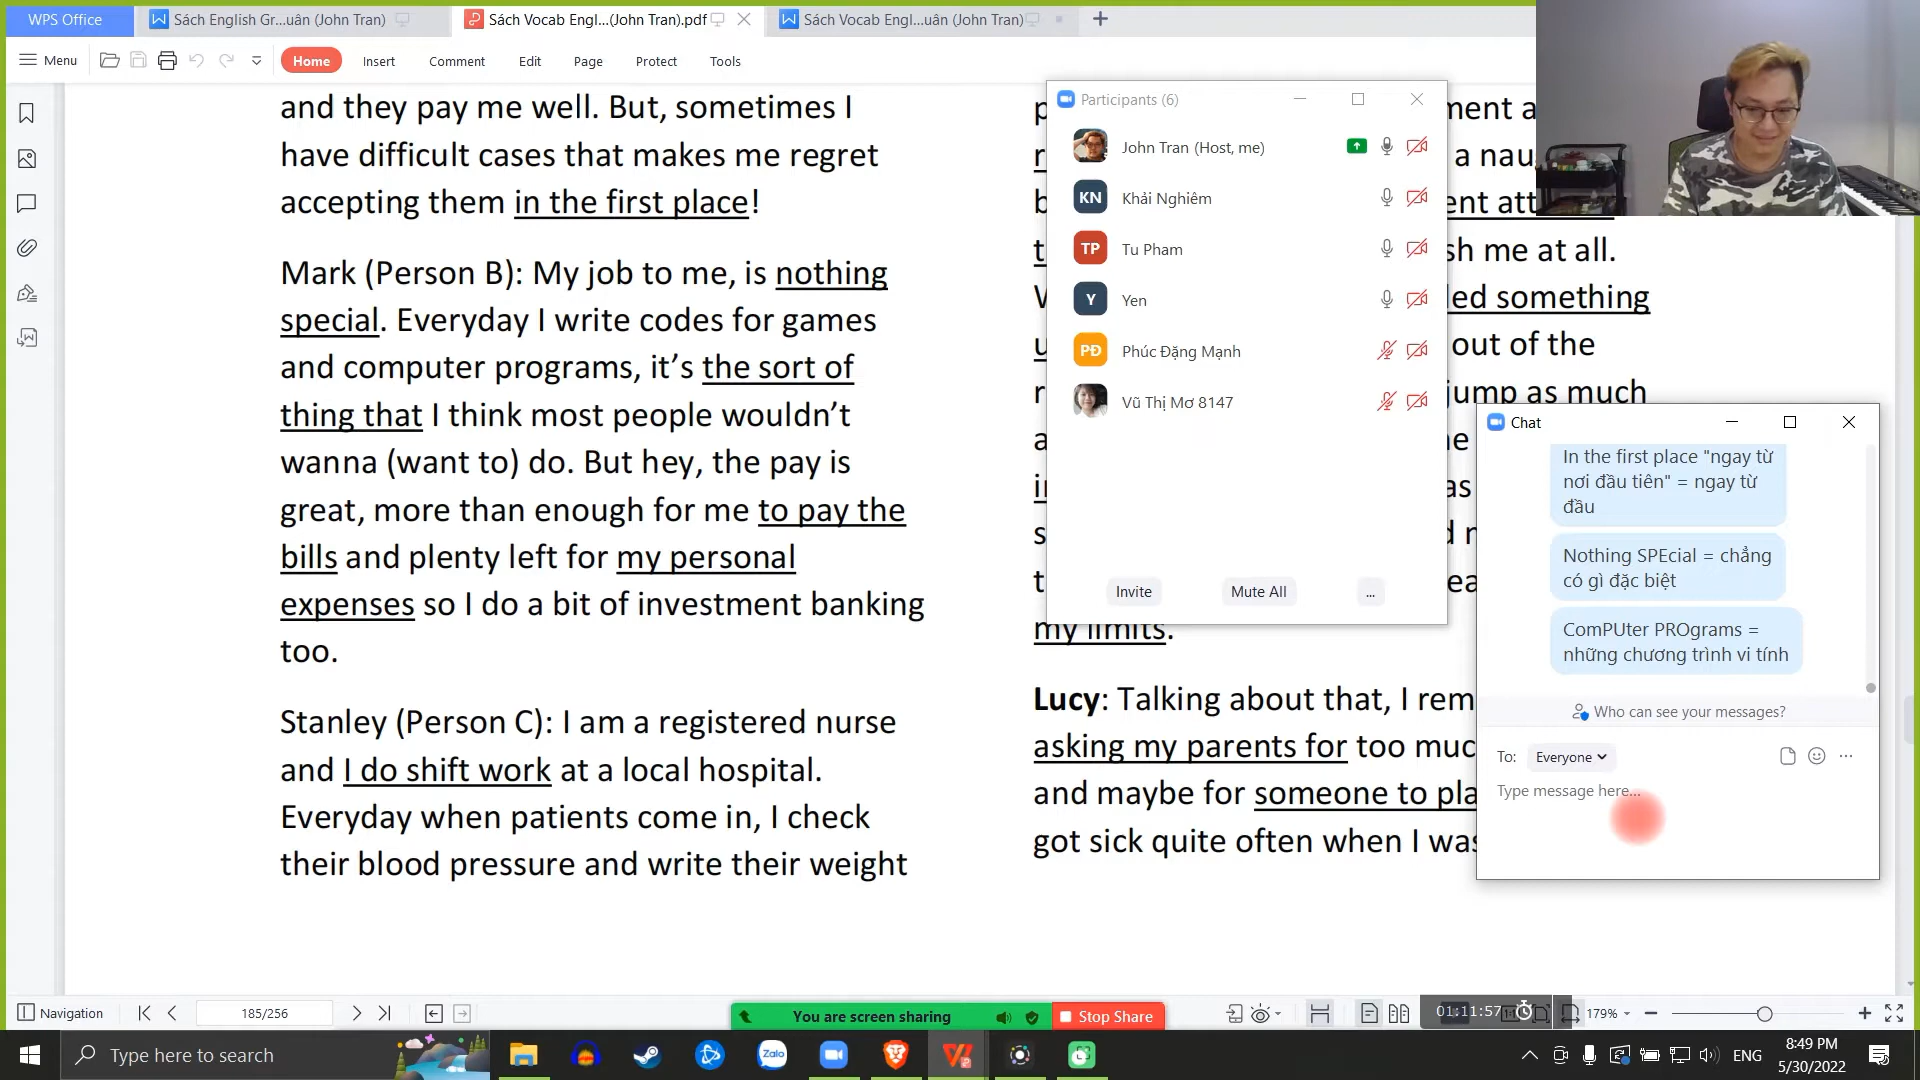 WPS Office
Sách English Gr...uân (John Tran)
Sách Vocab Engl...(John Tran).pdf
Sách Vocab Engl...uân (John Tran)
Menu
Home
Insert
Comment
Edit
Page
Protect
Tools
and they pay me well. But, sometimes I
have difficult cases that makes me regret
accepting them in the first place!
Mark (Person B): My job to me, is nothing
special. Everyday I write codes for games
and computer programs, it's the sort of
thing that I think most people wouldn't
wanna (want to) do. But hey, the pay is
great, more than enough for me to pay the
bills and plenty left for my personal
expenses so I do a bit of investment banking
too.
Stanley (Person C): I am a registered nurse
and I do shift work at a local hospital.
Everyday when patients come in, I check
their blood pressure and write their weight
a
sh me at all.
something
out of the
jump as much
my limits.
Lucy: Talking about that, I
asking my parents for too
and maybe for someone to
got sick quite often when I
Participants (6)
John Tran (Host, me)
KN
Khải Nghiêm
TP
Tu Pham
Y
Yen
PĐ
Phúc Đặng Mạnh
Vũ Thị Mơ 8147
Invite
Mute All
...
Chat
In the first place "ngay từ
nơi đầu tiên" = ngay từ
đầu
Nothing SPEcial = chẳng
có gì đặc biệt
ComPUter PROgrams =
những chương trình vi tính
Who can see your messages?
To:
Everyone
Type message here...
Navigation
185/256
You are screen sharing
Stop Share
01:11:57
179%
Type here to search
Zalo
ENG
8:49 PM
5/30/2022